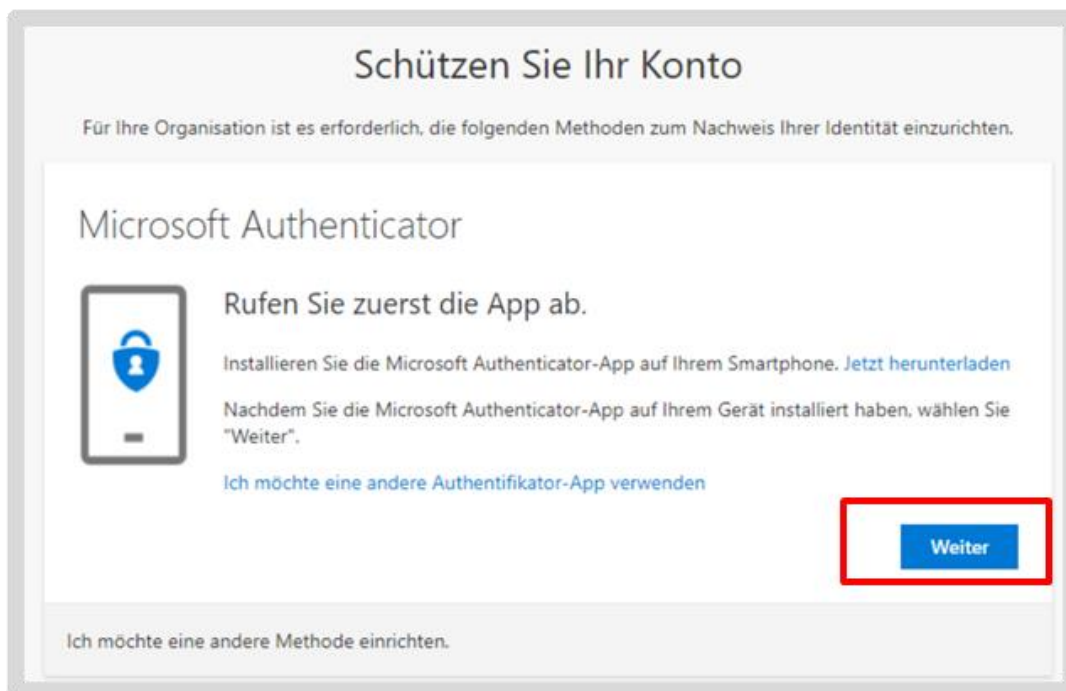 Schützen Sie Ihr Konto
Für Ihre Organisation ist es erforderlich, die folgenden Methoden zum Nachweis Ihrer Identität einzurichten.
Microsoft Authenticator
Rufen Sie zuerst die App ab.
Installieren Sie die Microsoft Authenticator-App auf Ihrem Smartphone. Jetzt herunterladen
Nachdem Sie die Microsoft Authenticator-App auf Ihrem Gerät installiert haben, wählen Sie
"Weiter".
Ich möchte eine andere Authentifikator-App verwenden
Weiter
Ich möchte eine andere Methode einrichten.